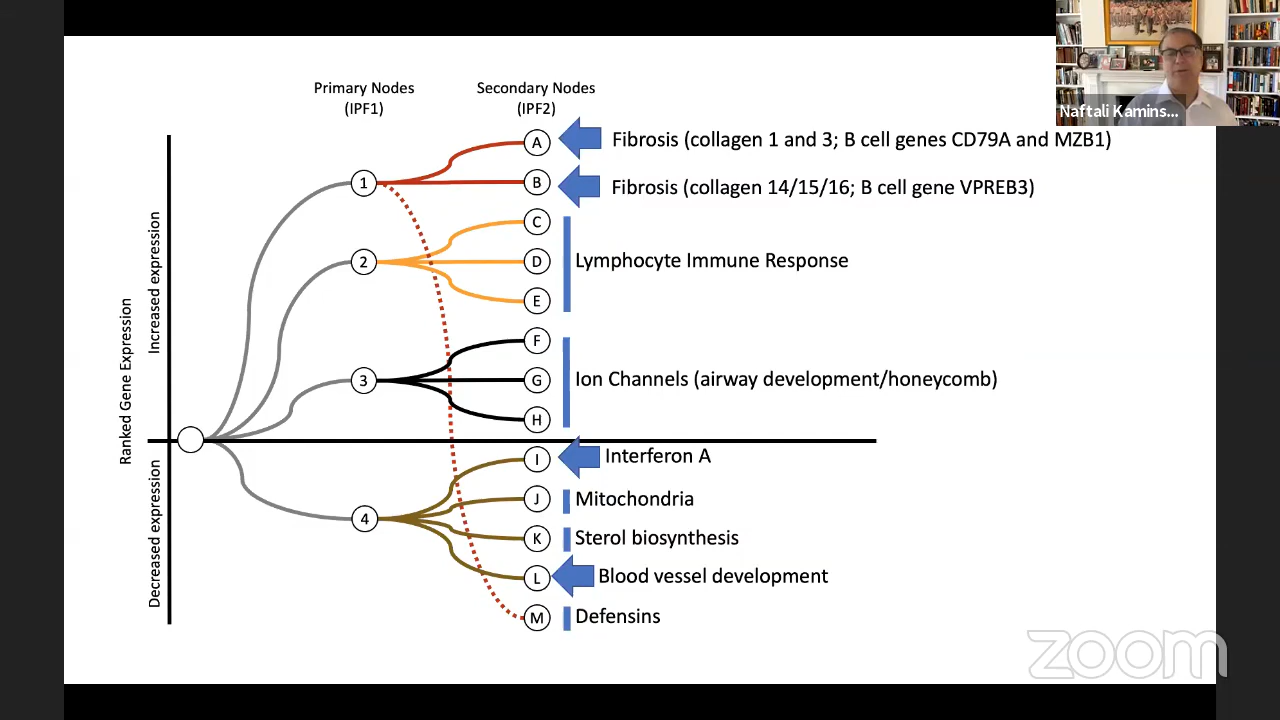 Naftali Kamins...
Primary Nodes
(IPF1)
Secondary Nodes
(IPF2)
Ranked Gene Expression
Increased expression
Decreased expression
1
2
3
4
A
Fibrosis (collagen 1 and 3; B cell genes CD79A and MZB1)
B
Fibrosis (collagen 14/15/16; B cell gene VPREB3)
C
D
Lymphocyte Immune Response
E
F
G
Ion Channels (airway development/honeycomb)
H
I
Interferon A
J
Mitochondria
K
Sterol biosynthesis
L
Blood vessel development
M
Defensins
zoom